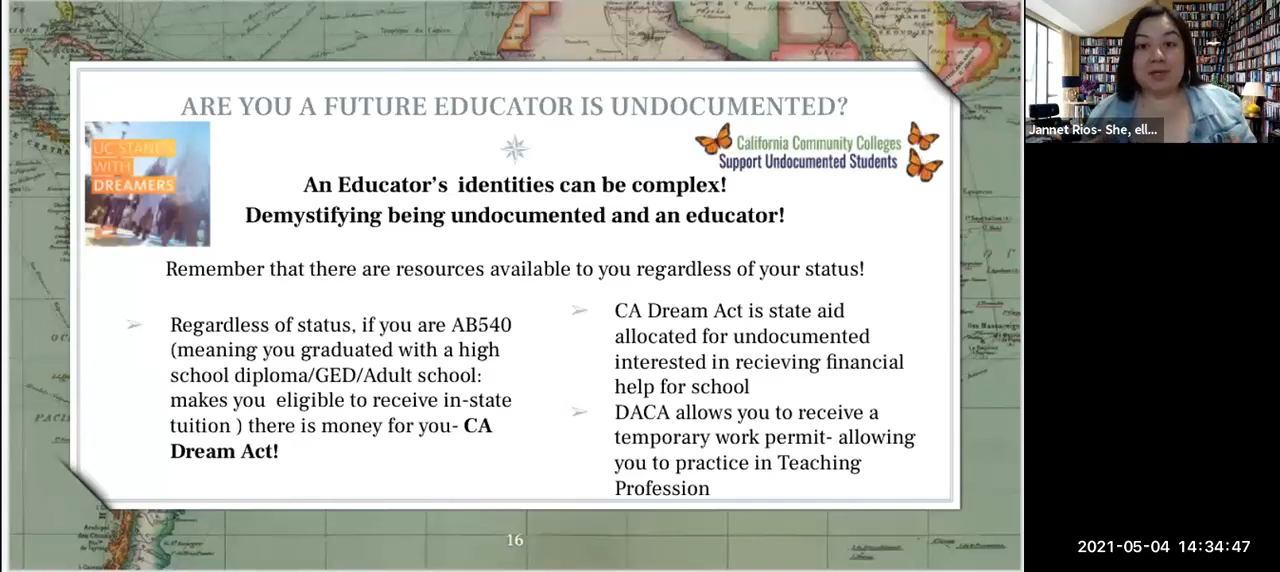 ARE YOU A FUTURE EDUCATOR IS UNDOCUMENTED?
UC STANDS
WITH
DREAMERS
California Community Colleges
Support Undocumented Students
An Educator's identities can be complex!
Demystifying being undocumented and an educator!
Remember that there are resources available to you regardless of your status!
Regardless of status, if you are AB540
(meaning you graduated with a high
school diploma/GED/Adult school:
makes you eligible to receive in-state
tuition ) there is money for you- CA
Dream Act!
CA Dream Act is state aid
allocated for undocumented
interested in recieving financial
help for school
DACA allows you to receive a
temporary work permit- allowing
you to practice in Teaching
Profession
16
Jannet Rios- She, ell...
2021-05-04 14:34:47